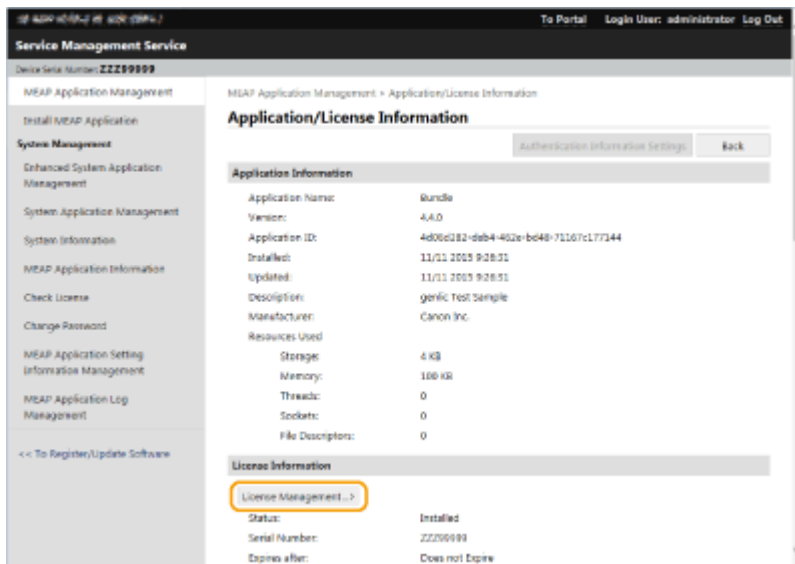 To Portal Login User: administrator Log Out
Service Management Service
Device Serial Number: ZZZ99999
MEAP Application Management
Install MEAP Application
System Management
Enhanced System Application
Management
System Application Management
System Information
MEAP Application Information
Check License
Change Password
MEAP Application Setting
Information Management
MEAP Application Log
Management
<< To Register/Update Software
MEAP Application Management > Application/License Information
Application/License Information
Authentication Information Settings Back
Application Information
Application Name: Bundle
Version: 4.4.0
Application ID:
Installed: 11/11 2015 9:28:31
Updated: 11/11 2015 9:28:31
Description: genlic Test Sample
Manufacturer: Canon Inc.
Resources Used
Storage: 4 KB
Memory: 100 KB
Threads: 0
Sockets: 0
File Descriptors: 0
License Information
License Management...>
Status: Installed
Serial Number: ZZZ99999
Expires after: Does not Expire